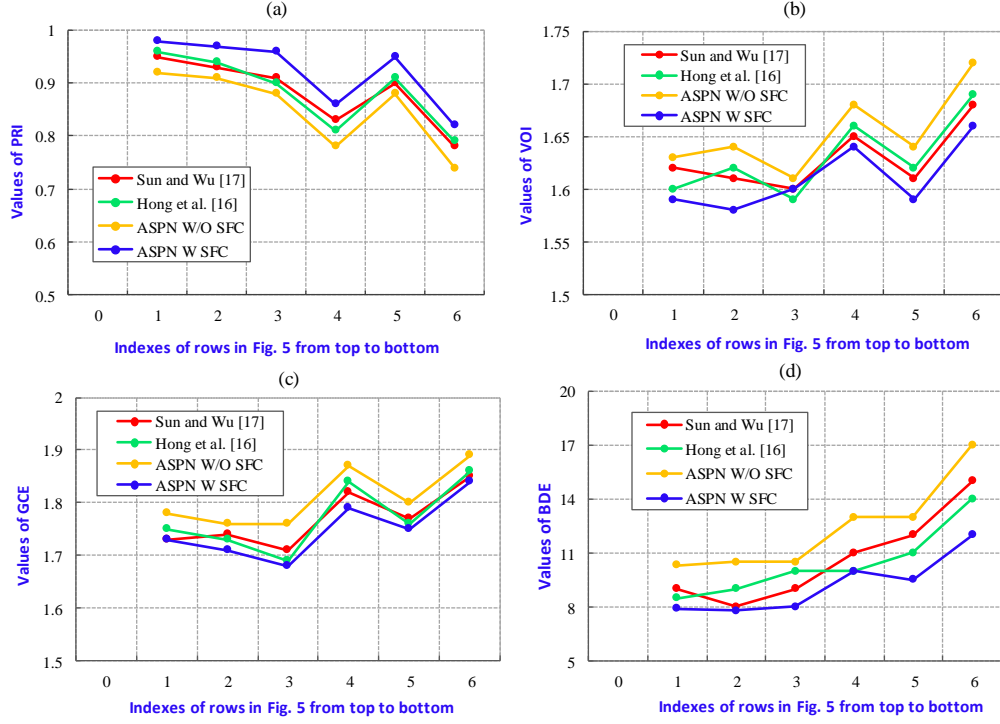 (a)
1
0.9
0.8
0.7
0.6
0.5
Values of PRI
Sun and Wu [17]
Hong et al. [16]
ASPN W/O SFC
ASPN W SFC
0 1 2 3 4 5 6
Indexes of rows in Fig. 5 from top to bottom
(b)
1.75
1.7
1.65
1.6
1.55
1.5
Values of VOI
Sun and Wu [17]
Hong et al. [16]
ASPN W/O SFC
ASPN W SFC
0 1 2 3 4 5 6
Indexes of rows in Fig. 5 from top to bottom
(c)
2
1.9
1.8
1.7
1.6
1.5
Values of GCE
Sun and Wu [17]
Hong et al. [16]
ASPN W/O SFC
ASPN W SFC
0 1 2 3 4 5 6
Indexes of rows in Fig. 5 from top to bottom
(d)
20
17
14
11
8
5
Values of BDE
Sun and Wu [17]
Hong et al. [16]
ASPN W/O SFC
ASPN W SFC
0 1 2 3 4 5 6
Indexes of rows in Fig. 5 from top to bottom